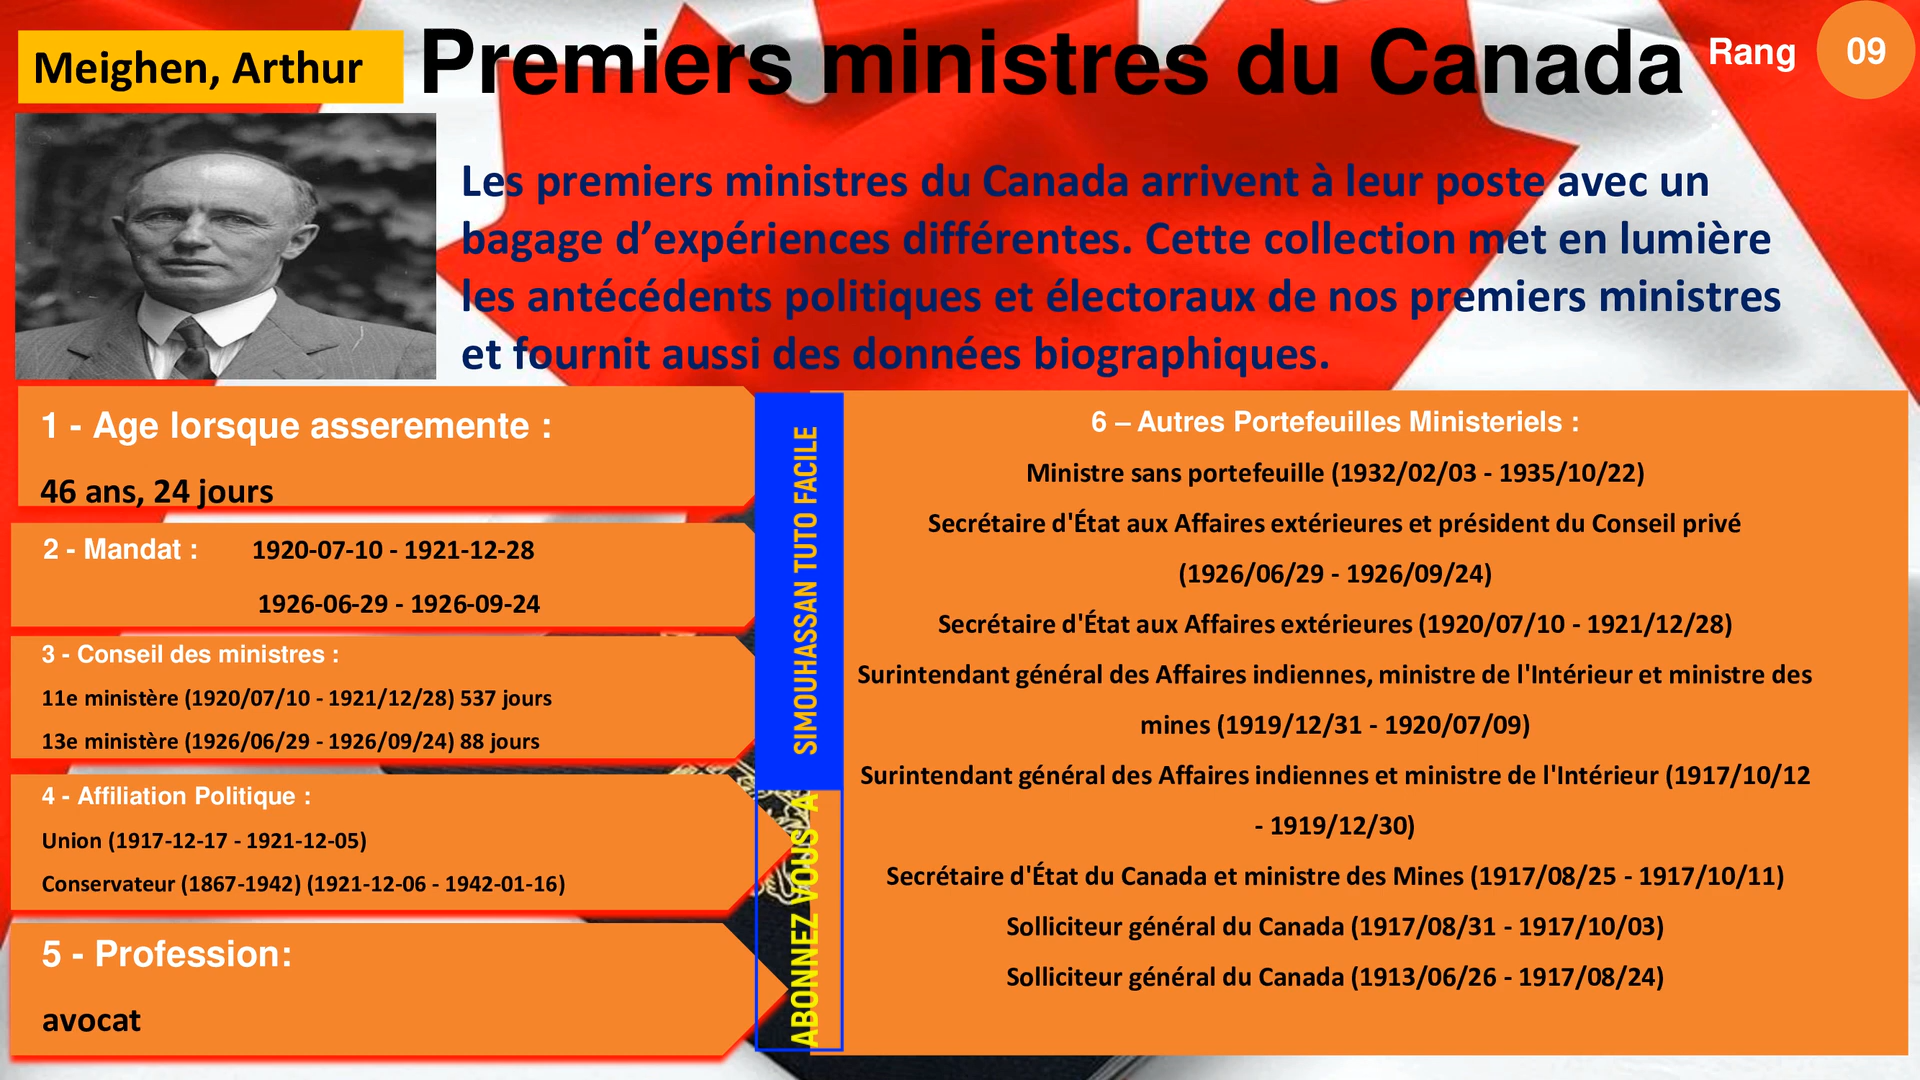 Meighen, Arthur
Premiers ministres du Canada
Rang
09
Les premiers ministres du Canada arrivent à leur poste avec un
bagage d’expériences différentes. Cette collection met en lumière
les antécédents politiques et électoraux de nos premiers ministres
et fournit aussi des données biographiques.
1 - Age lorsque asseremente :
46 ans, 24 jours
2 - Mandat : 1920-07-10 - 1921-12-28
1926-06-29 - 1926-09-24
3 - Conseil des ministres :
11e ministère (1920/07/10 - 1921/12/28) 537 jours
13e ministère (1926/06/29 - 1926/09/24) 88 jours
4 - Affiliation Politique :
Union (1917-12-17 - 1921-12-05)
Conservateur (1867-1942) (1921-12-06 - 1942-01-16)
5 - Profession:
avocat
ABONNEZ VOUS A
SIMOUHASSAN TUTO FACILE
6 – Autres Portefeuilles Ministeriels :
Ministre sans portefeuille (1932/02/03 - 1935/10/22)
Secrétaire d'État aux Affaires extérieures et président du Conseil privé
(1926/06/29 - 1926/09/24)
Secrétaire d'État aux Affaires extérieures (1920/07/10 - 1921/12/28)
Surintendant général des Affaires indiennes, ministre de l'Intérieur et ministre des
mines (1919/12/31 - 1920/07/09)
Surintendant général des Affaires indiennes et ministre de l'Intérieur (1917/10/12
- 1919/12/30)
Secrétaire d'État du Canada et ministre des Mines (1917/08/25 - 1917/10/11)
Solliciteur général du Canada (1917/08/31 - 1917/10/03)
Solliciteur général du Canada (1913/06/26 - 1917/08/24)